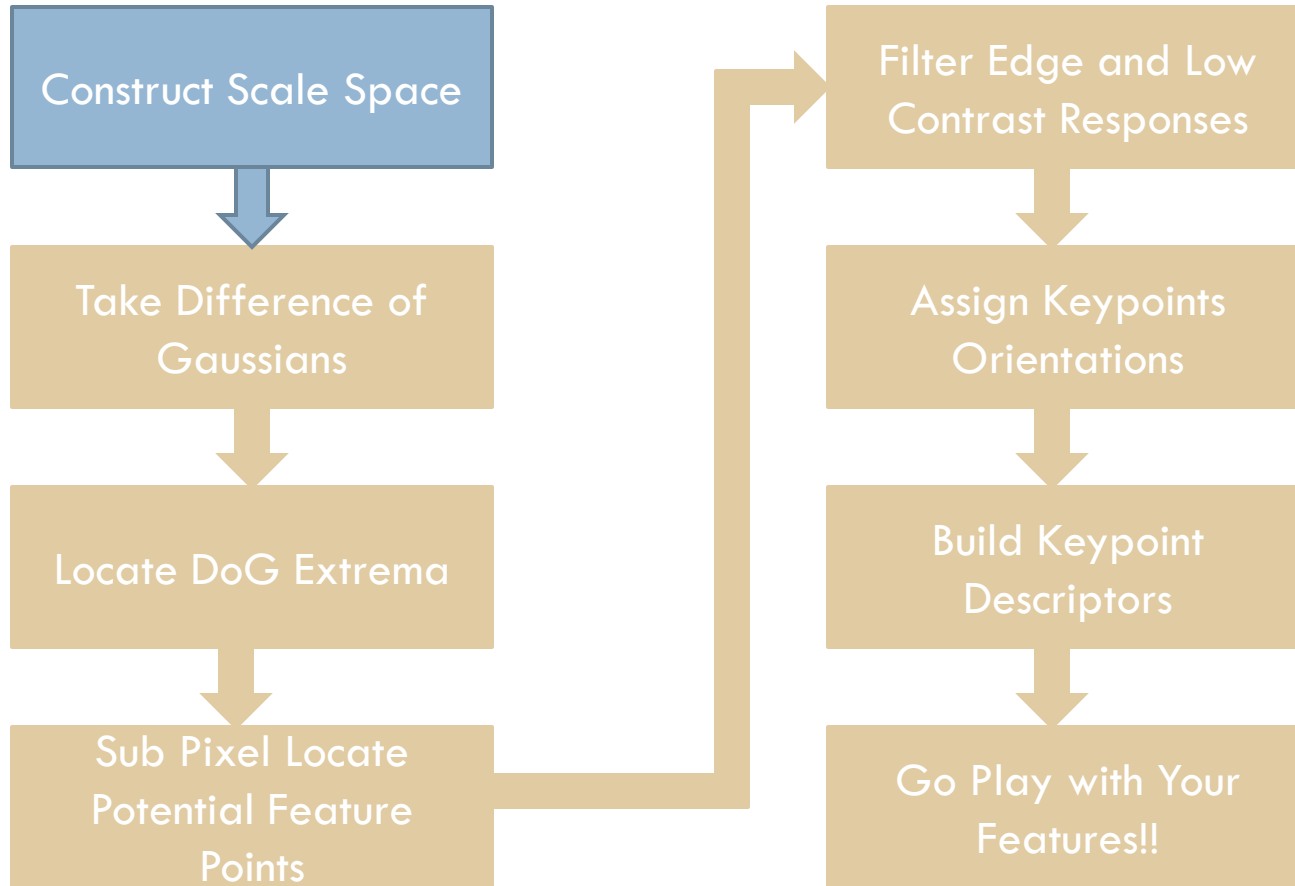 Construct Scale Space
Take Difference of
Gaussians
Locate DoG Extrema
Sub Pixel Locate
Potential Feature
Points
Filter Edge and Low
Contrast Responses
Assign Keypoints
Orientations
Build Keypoint
Descriptors
Go Play with Your
Features!!